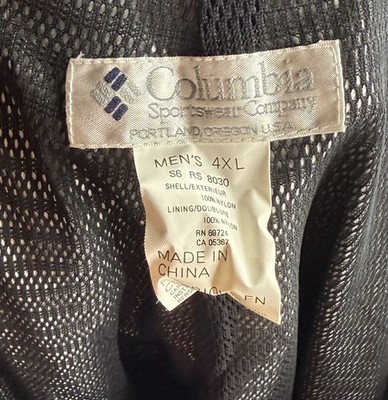 Columbia
Sportswear Company
PORTLAND, OREGON U.S.A.
MEN'S 4XL
S6 RS 8030
SHELL/EXTERIEUR
100% NYLON
LINING/DOUBLURE
100% NYLON
RN 69724
CA 05367
MADE IN
CHINA